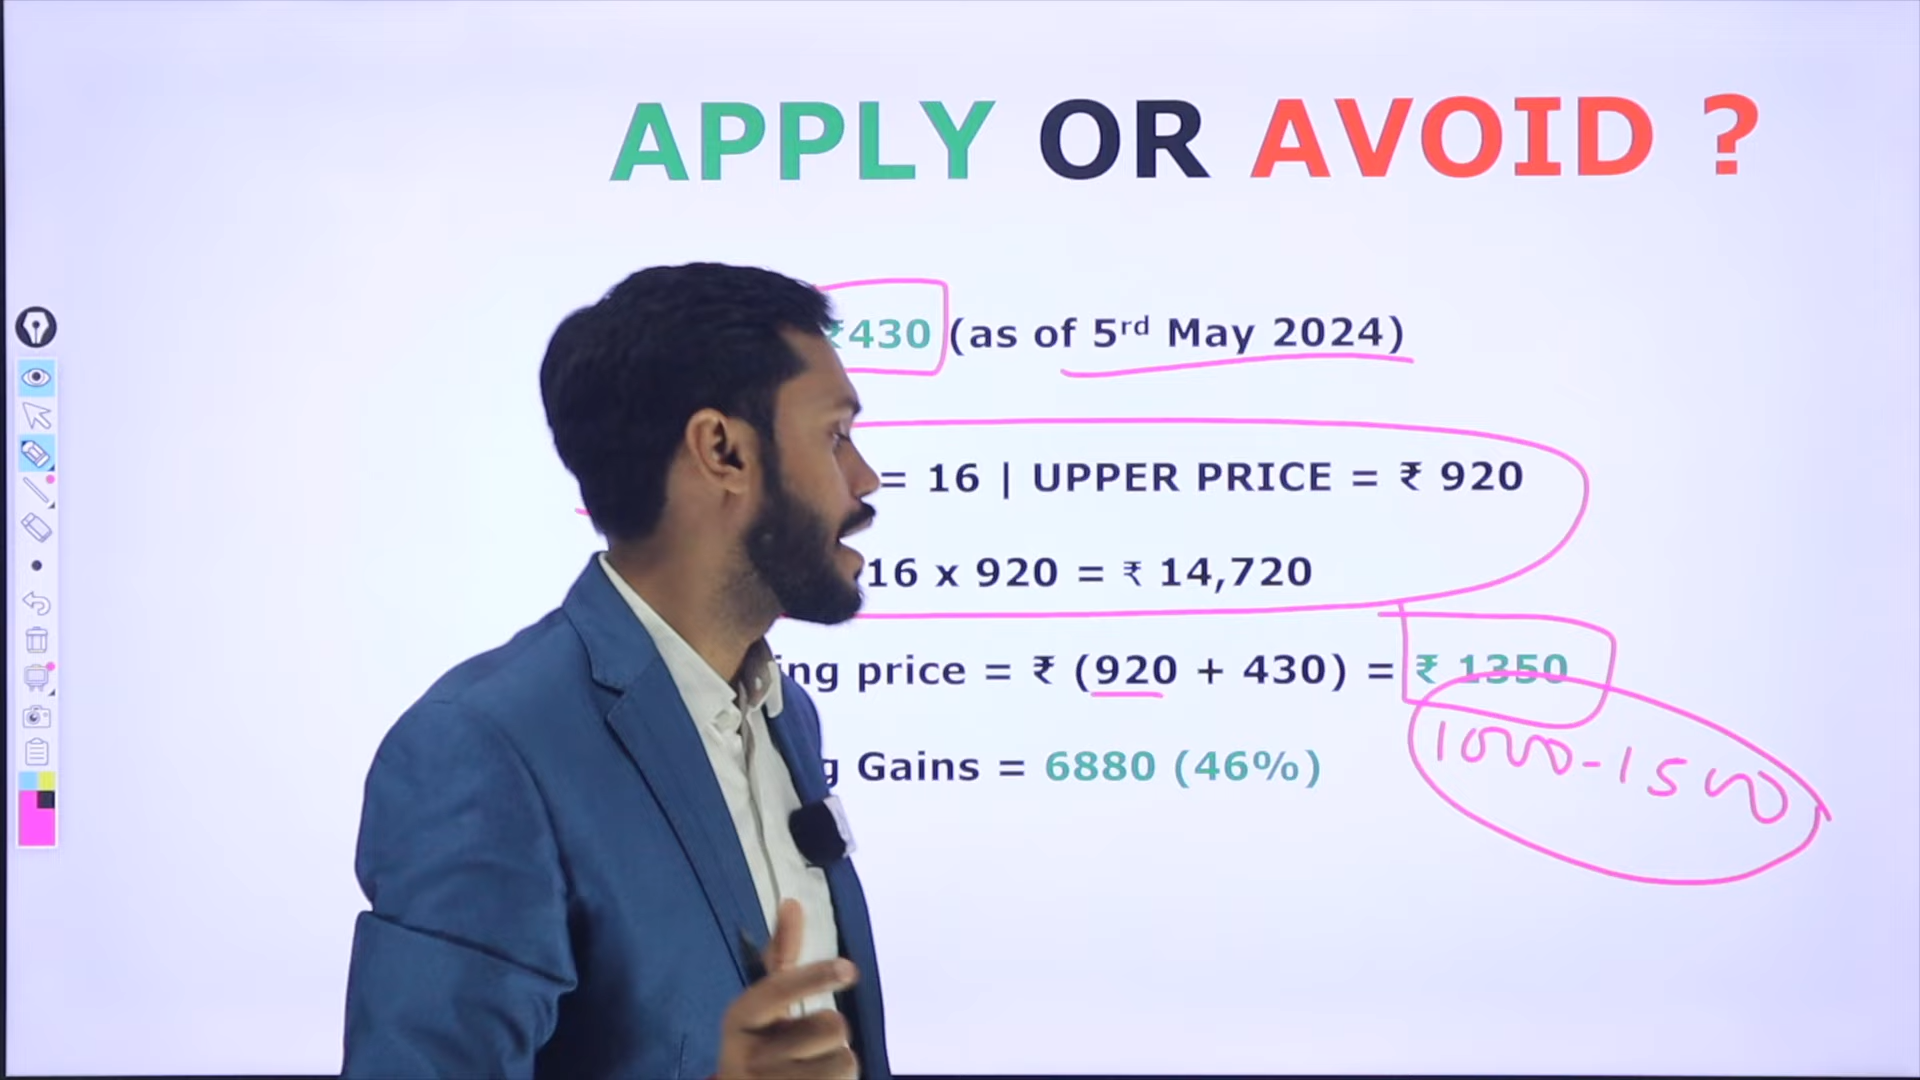 APPLY OR AVOID ?
₹430 (as of 5rd May 2024)
= 16 | UPPER PRICE = ₹ 920
16 x 920 = ₹ 14,720
ing price = ₹ (920 + 430) = ₹ 1350
g Gains = 6880 (46%)
1000-1500